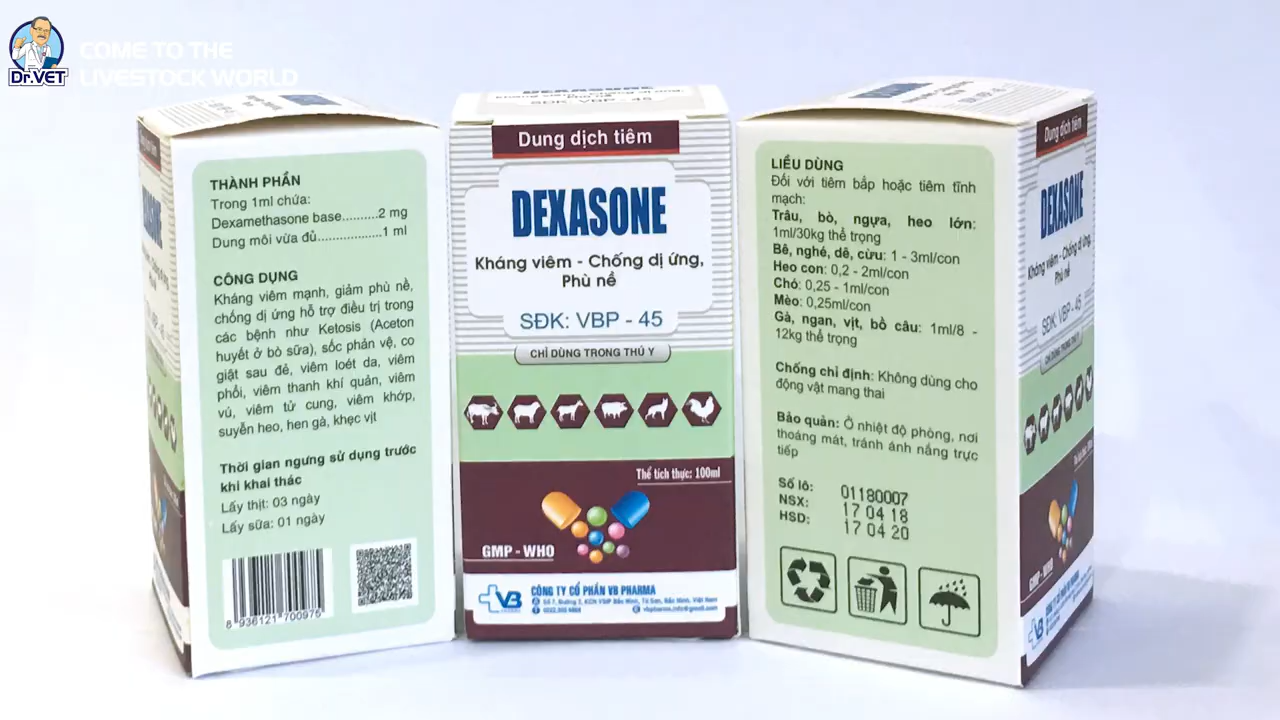 Dr.VET
COME TO THE
LIVESTOCK WORLD
THÀNH PHẦN
Trong 1ml chứa:
Dexamethasone base.........2 mg
Dung môi vừa đủ.................1 ml
CÔNG DỤNG
Kháng viêm mạnh, giảm phù nề,
chống dị ứng hỗ trợ điều trị trong
các bệnh như Ketosis (Aceton
huyết ở bò sữa), sốc phản vệ, co
giật sau đẻ, viêm loét da, viêm
phổi, viêm thanh khí quản, viêm
vú, viêm tử cung, viêm khớp,
suyễn heo, hen gà, khẹc vịt
Thời gian ngưng sử dụng trước
khi khai thác
Lấy thịt: 03 ngày
Lấy sữa: 01 ngày
8 936121 700975
SĐK: VBP - 45
Dung dịch tiêm
DEXASONE
Kháng viêm - Chống dị ứng,
Phù nề
SĐK: VBP - 45
CHỈ DÙNG TRONG THÚ Y
Thể tích thực: 100ml
GMP - WHO
VB
CÔNG TY CỔ PHẦN VB PHARMA
LIỀU DÙNG
Đối với tiêm bắp hoặc tiêm tĩnh
mạch:
Trâu, bò, ngựa, heo lớn:
1ml/30kg thể trọng
Bê, nghé, dê, cừu: 1 - 3ml/con
Heo con: 0,2 - 2ml/con
Chó: 0,25 - 1ml/con
Mèo: 0,25ml/con
Gà, ngan, vịt, bồ câu: 1ml/8 -
12kg thể trọng
Chống chỉ định: Không dùng cho
động vật mang thai
Bảo quản: Ở nhiệt độ phòng, nơi
thoáng mát, tránh ánh nắng trực
tiếp
Số lô: 01180007
NSX: 17 04 18
HSD: 17 04 20
Dung dịch tiêm
DEXASONE
Kháng viêm - Chống dị ứng,
Phù nề
SĐK: VBP - 45
CHỈ DÙNG TRONG THÚ Y
GMP - WHO
VB